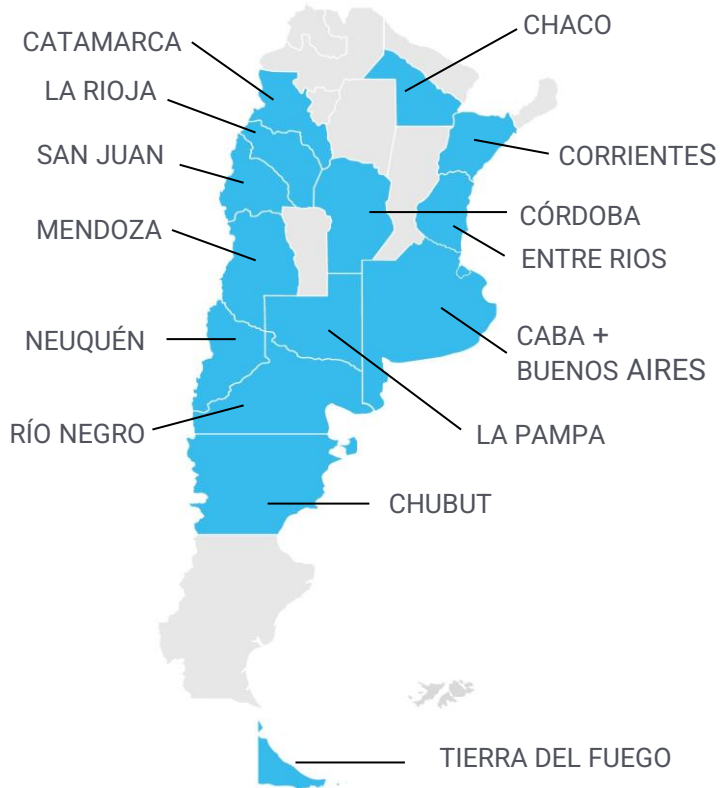 CATAMARCA
CHACO
LA RIOJA
SAN JUAN
CORRIENTES
MENDOZA
CÓRDOBA
ENTRE RIOS
NEUQUÉN
CABA +
BUENOS AIRES
RÍO NEGRO
LA PAMPA
CHUBUT
TIERRA DEL FUEGO